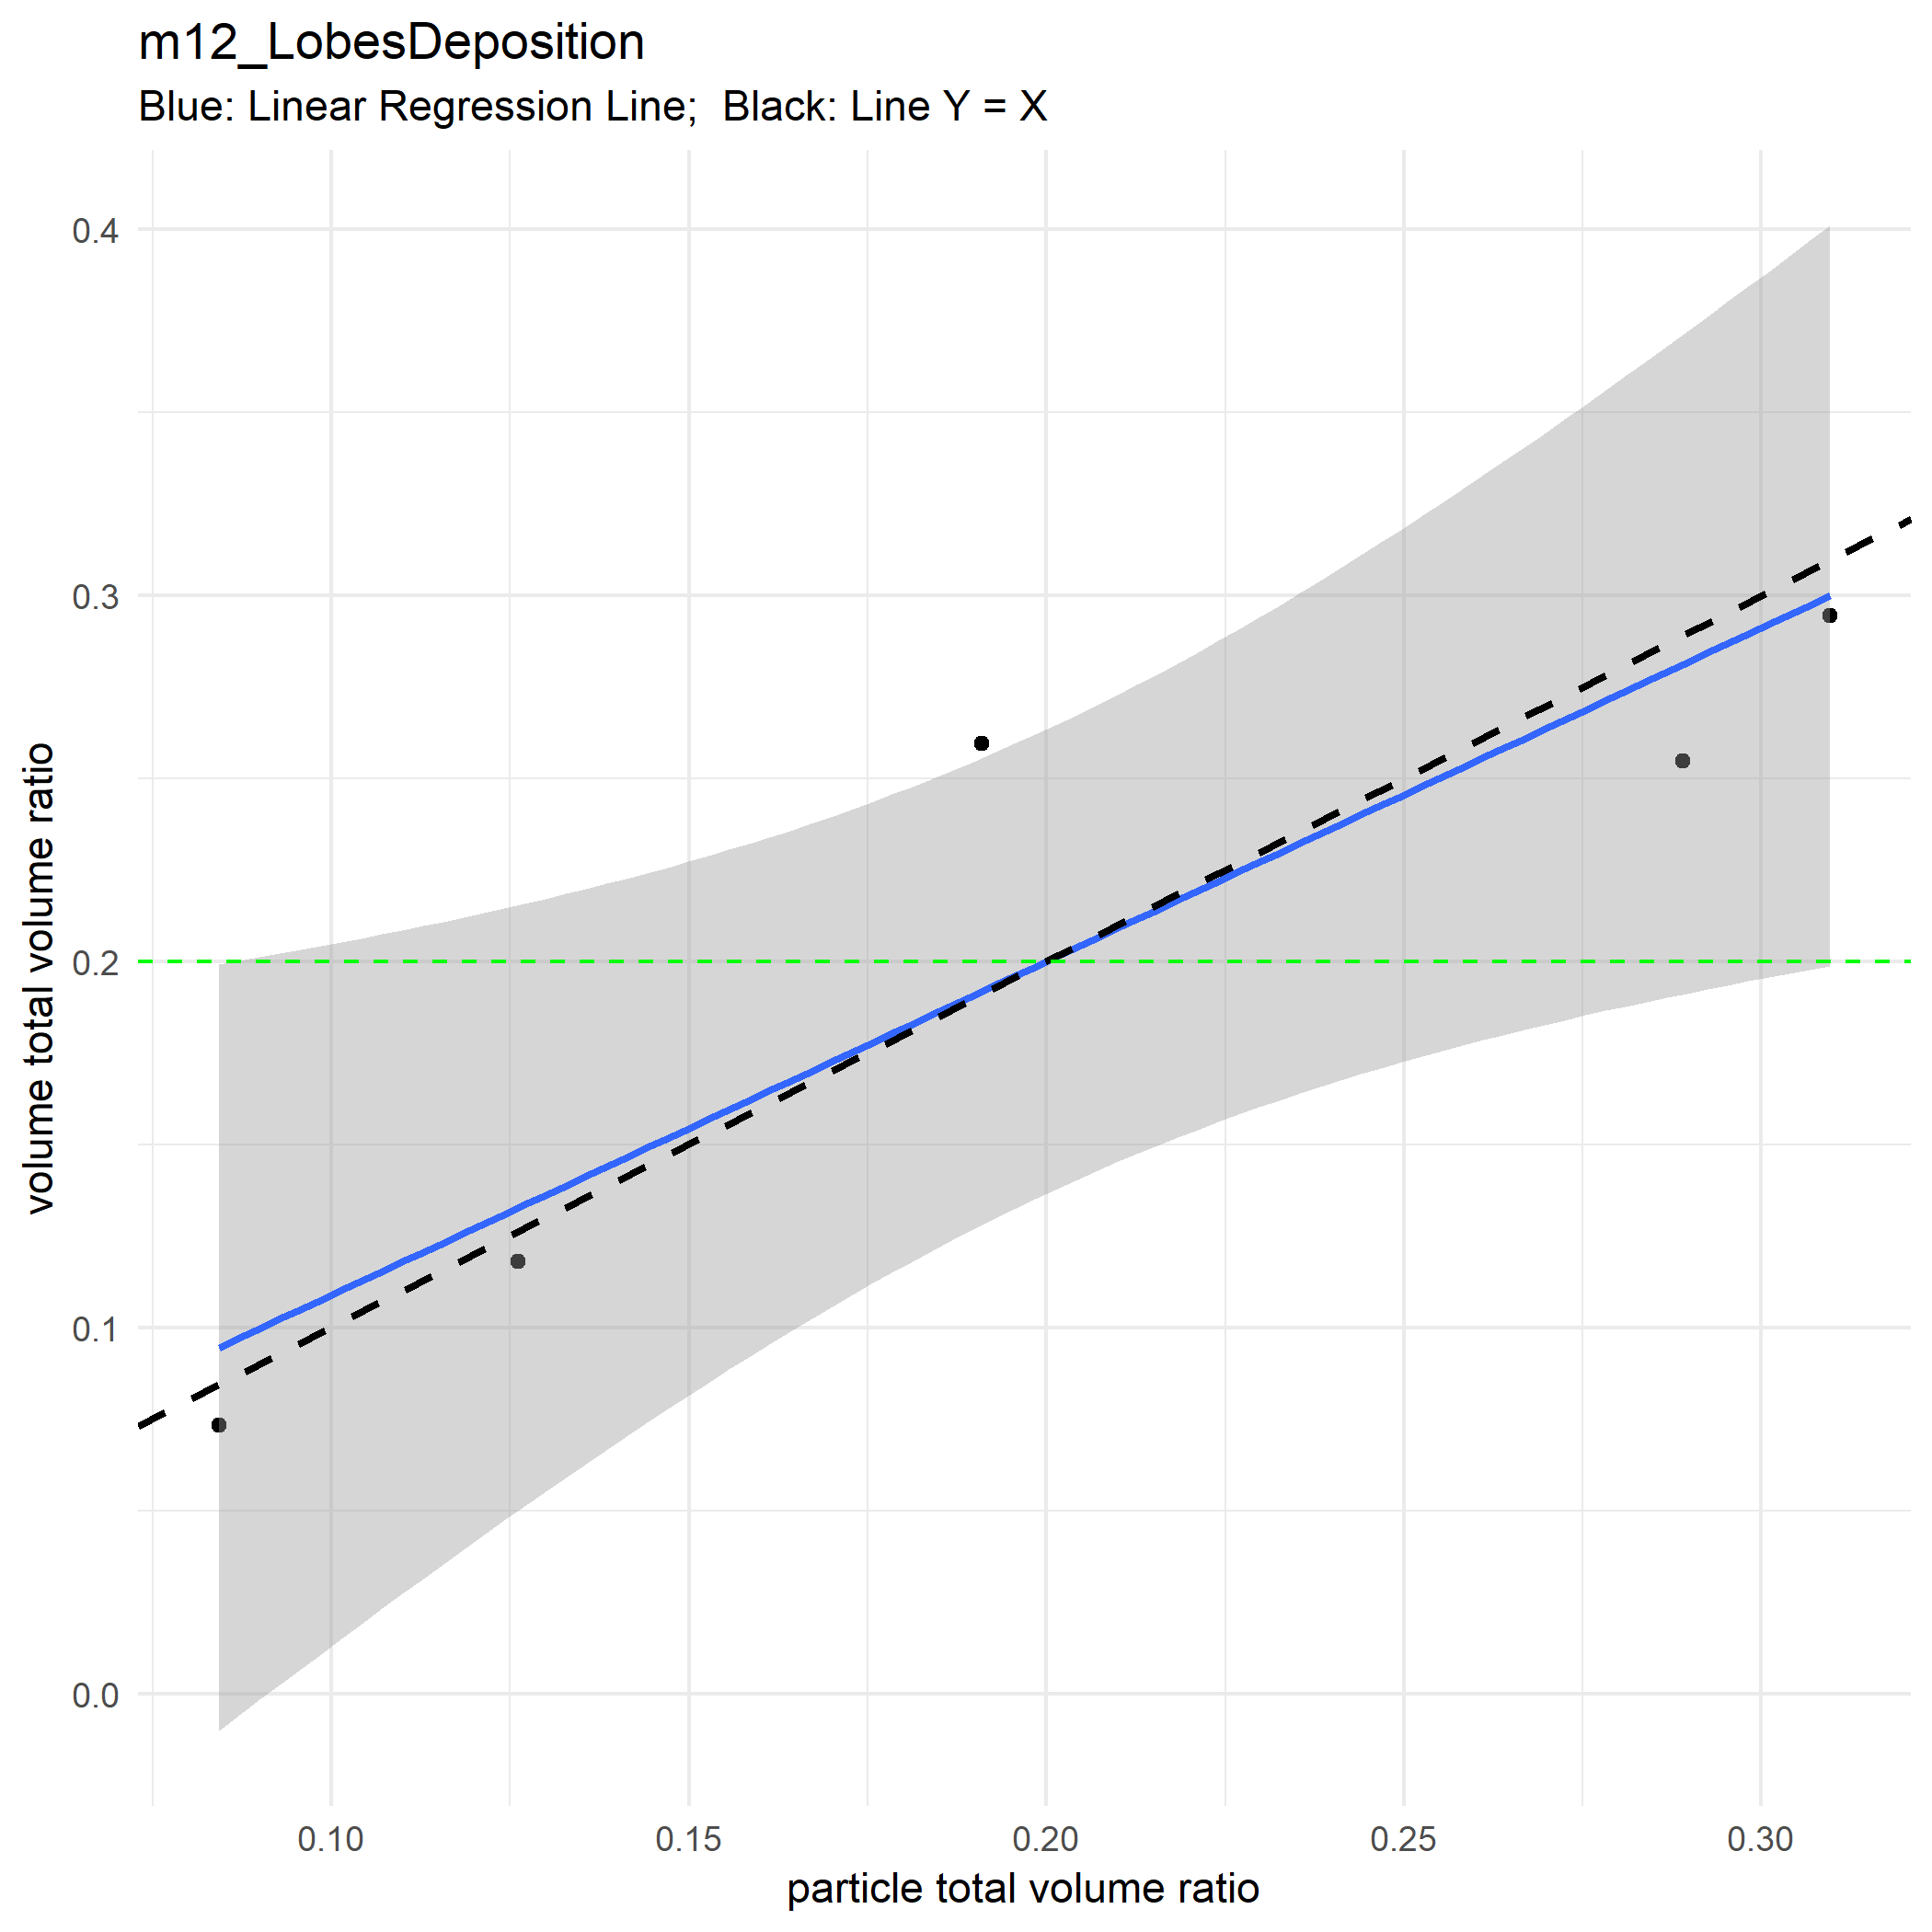 m12_LobesDeposition
Blue: Linear Regression Line;  Black: Line Y = X
0.4
0.3
0.2
0.1
0.0
volume total volume ratio
0.10 0.15 0.20 0.25 0.30
particle total volume ratio